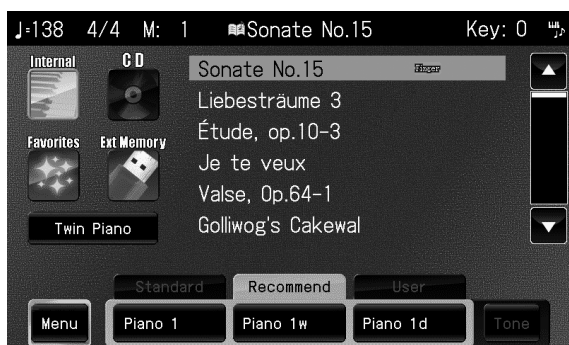 ♩=138 4/4 M: 1 Sonate No.15 Key: 0
Internal CD
Favorites Ext Memory
Twin Piano
Sonate No.15 Finger
Liebesträume 3
Étude, op.10-3
Je te veux
Valse, Op.64-1
Golliwog's Cakewal
Standard Recommend User
Menu Piano 1 Piano 1w Piano 1d Tone